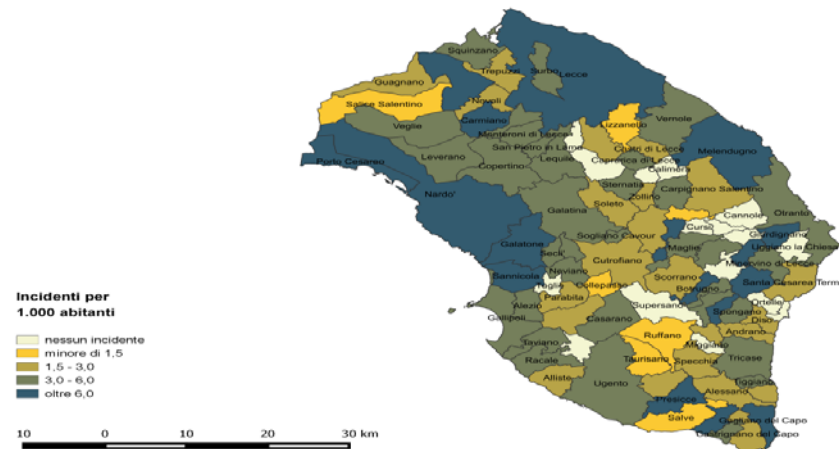 Squinzano
Trepuzzi
Surbo
Lecce
Guagnano
Salice Salentino
Novoli
Carmiano
Veglie
Monteroni di Lecce
Lizzanello
Vernole
San Pietro in Lama
Leverano
Lequile
Caprarica di Lecce
Calimera
Melendugno
Porto Cesareo
Copertino
Sternatia
Zollino
Carpignano Salentino
Nardo'
Galatina
Soleto
Cannole
Otranto
Sogliano Cavour
Cursi
Giurdignano
Galatone
Maglie
Uggiano la Chiesa
Cutrofiano
Minervino di Lecce
Neviano
Scorrano
Santa Cesarea Term
Sannicola
Tuglie
Collepasso
Botrugno
Ortelle
Parabita
Supersano
Spongano
Diso
Alezio
Gallipoli
Casarano
Andrano
Ruffano
Taviano
Miggiano
Racale
Taurisano
Specchia
Tricase
Alliste
Ugento
Tiggiano
Alessano
Presicce
Salve
Gagliano del Capo
Castrignano del Capo
Incidenti per
1.000 abitanti
nessun incidente
minore di 1,5
1,5 - 3,0
3,0 - 6,0
oltre 6,0
10 0 10 20 30 km